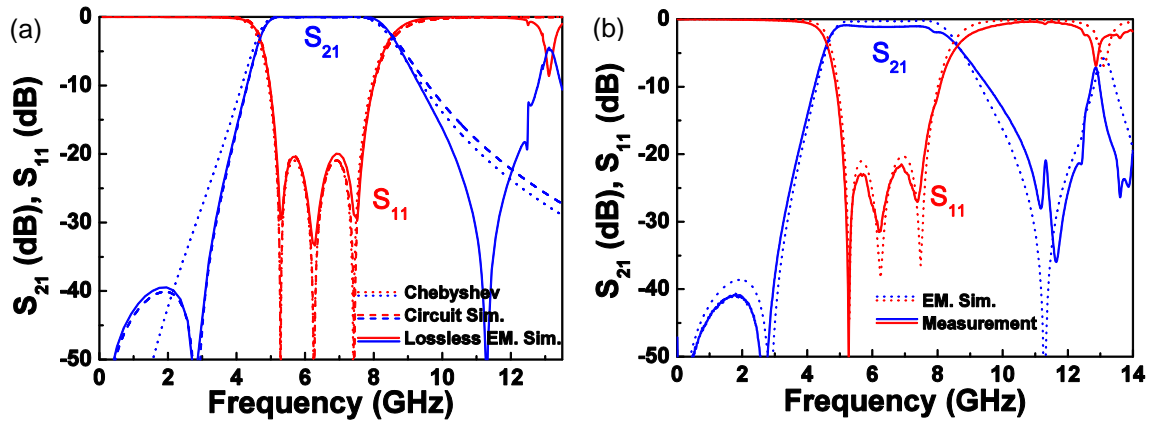 (a)
S21
S11
Chebyshev
Circuit Sim.
Lossless EM. Sim.
S21 (dB), S11 (dB)
0
-10
-20
-30
-40
-50
0 2 4 6 8 10 12
Frequency (GHz)
(b)
S21
S11
EM. Sim.
Measurement
S21 (dB), S11 (dB)
0
-10
-20
-30
-40
-50
0 2 4 6 8 10 12 14
Frequency (GHz)